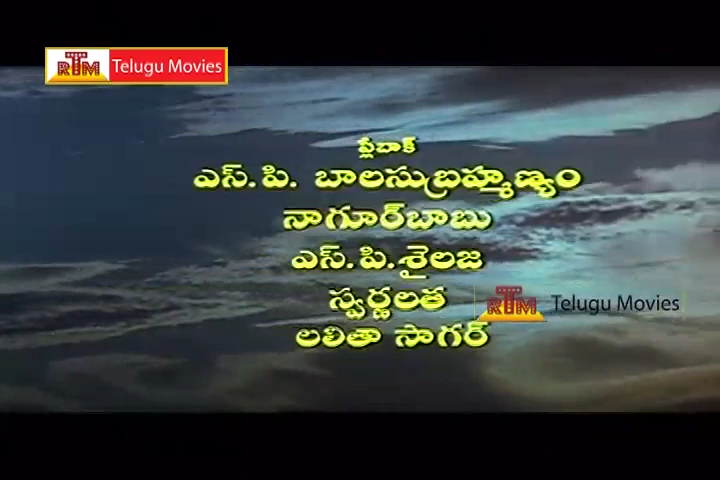 RTM Telugu Movies
ప్లేబాక్
ఎస్.పి. బాలసుబ్రహ్మణ్యం
నాగూర్‌బాబు
ఎస్.పి.శైలజ
స్వర్ణలత
RTM Telugu Movies
లలితా సాగర్